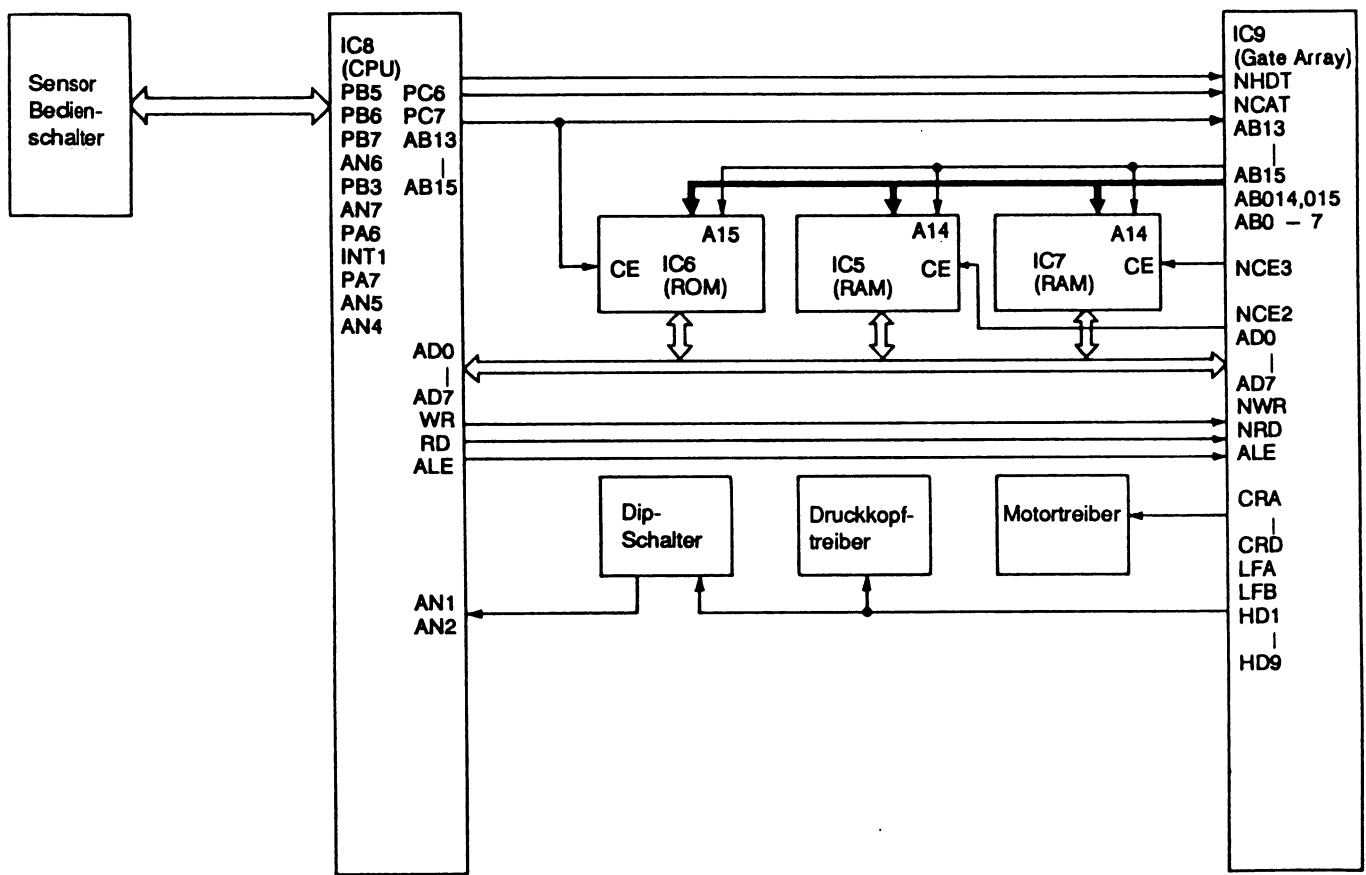 Sensor
Bedien-
schalter
IC8
(CPU)
PB5 PC6
PB6 PC7
PB7 AB13
AN6 |
PB3 AB15
AN7
PA6
INT1
PA7
AN5
AN4
AD0
|
AD7
WR
RD
ALE
AN1
AN2
A15
CE IC6
(ROM)
A14
IC5 CE
(RAM)
A14
IC7 CE
(RAM)
Dip-
Schalter
Druckkopf-
treiber
Motortreiber
IC9
(Gate Array)
NHDT
NCAT
AB13
|
AB15
AB014,015
AB0 – 7
NCE3
NCE2
AD0
|
AD7
NWR
NRD
ALE
CRA
|
CRD
LFA
LFB
HD1
|
HD9